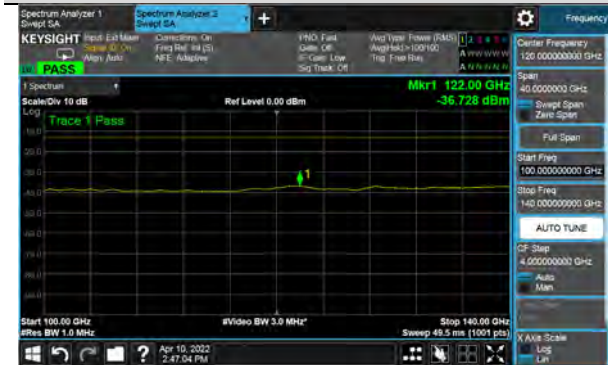 Spectrum Analyzer 1
Swept SA
Spectrum Analyzer 2
Swept SA
+
Frequency
KEYSIGHT
Input: Ext Mixer
Signal ID: On
Align: Auto
Corrections: On
Freq Ref: Int (S)
NFE: Adaptive
PNO: Fast
Gate: Off
IF Gain: Low
Sig Track: Off
Avg Type: Power (RMS)
Avg|Hold:>100/100
Trig: Free Run
PASS
1 Spectrum
Scale/Div 10 dB
Ref Level 0.00 dBm
Mkr1 122.00 GHz
-36.728 dBm
Log
Trace 1 Pass
1
Start 100.00 GHz
#Res BW 1.0 MHz
#Video BW 3.0 MHz*
Stop 140.00 GHz
Sweep 49.5 ms (1001 pts)
Center Frequency
120.000000000 GHz
Span
40.0000000 GHz
Swept Span
Zero Span
Full Span
Start Freq
100.000000000 GHz
Stop Freq
140.000000000 GHz
AUTO TUNE
CF Step
4.000000000 GHz
Auto
Man
X Axis Scale
Log
Lin
?
Apr 10, 2022
2:47:04 PM